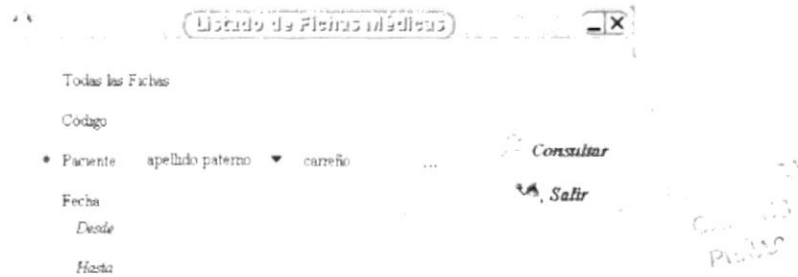 Listado de Fichas Médicas
Todas las Fichas
Código
Paciente apellido paterno carreño ...
Consultar
Fecha
Salir
Desde
Hasta